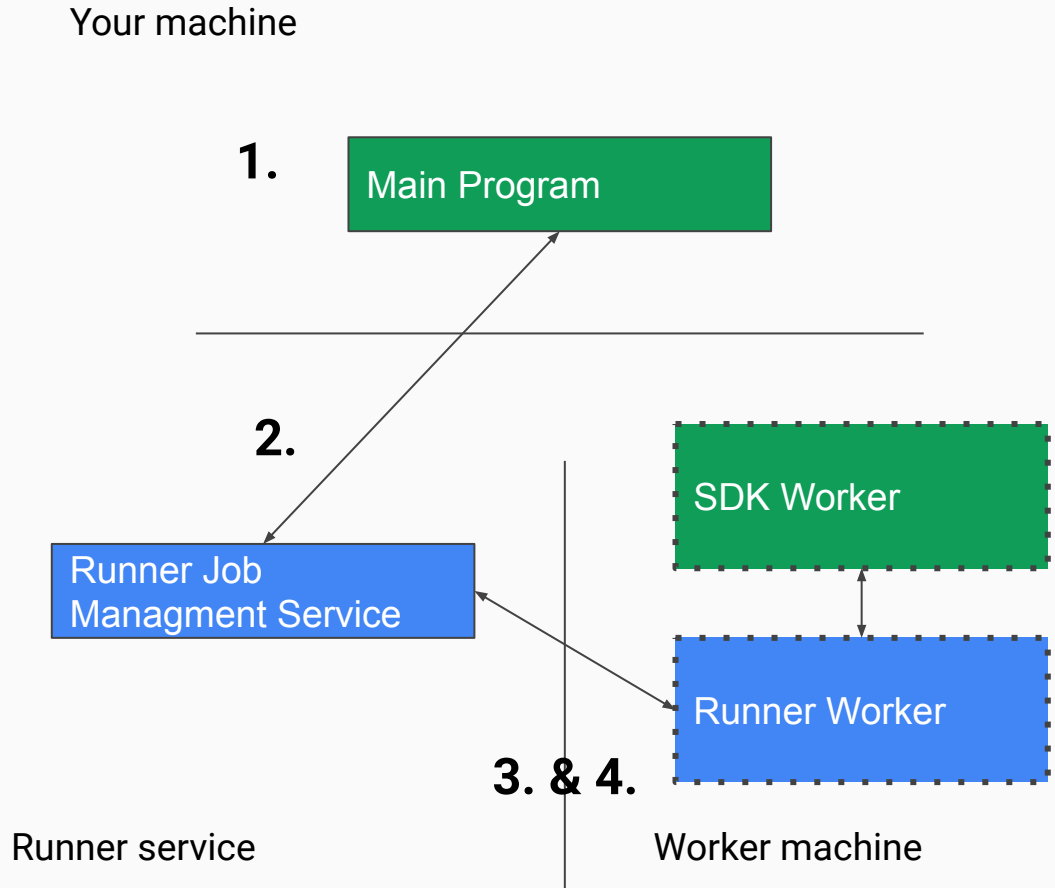 Your machine
1.
Main Program
2.
SDK Worker
Runner Job
Managment Service
Runner Worker
3. & 4.
Runner service
Worker machine